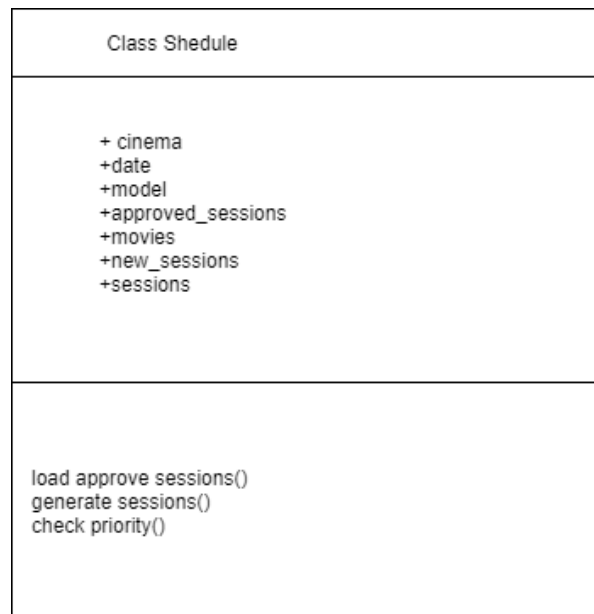 Class Shedule
+ cinema
+date
+model
+approved_sessions
+movies
+new_sessions
+sessions
load approve sessions()
generate sessions()
check priority()